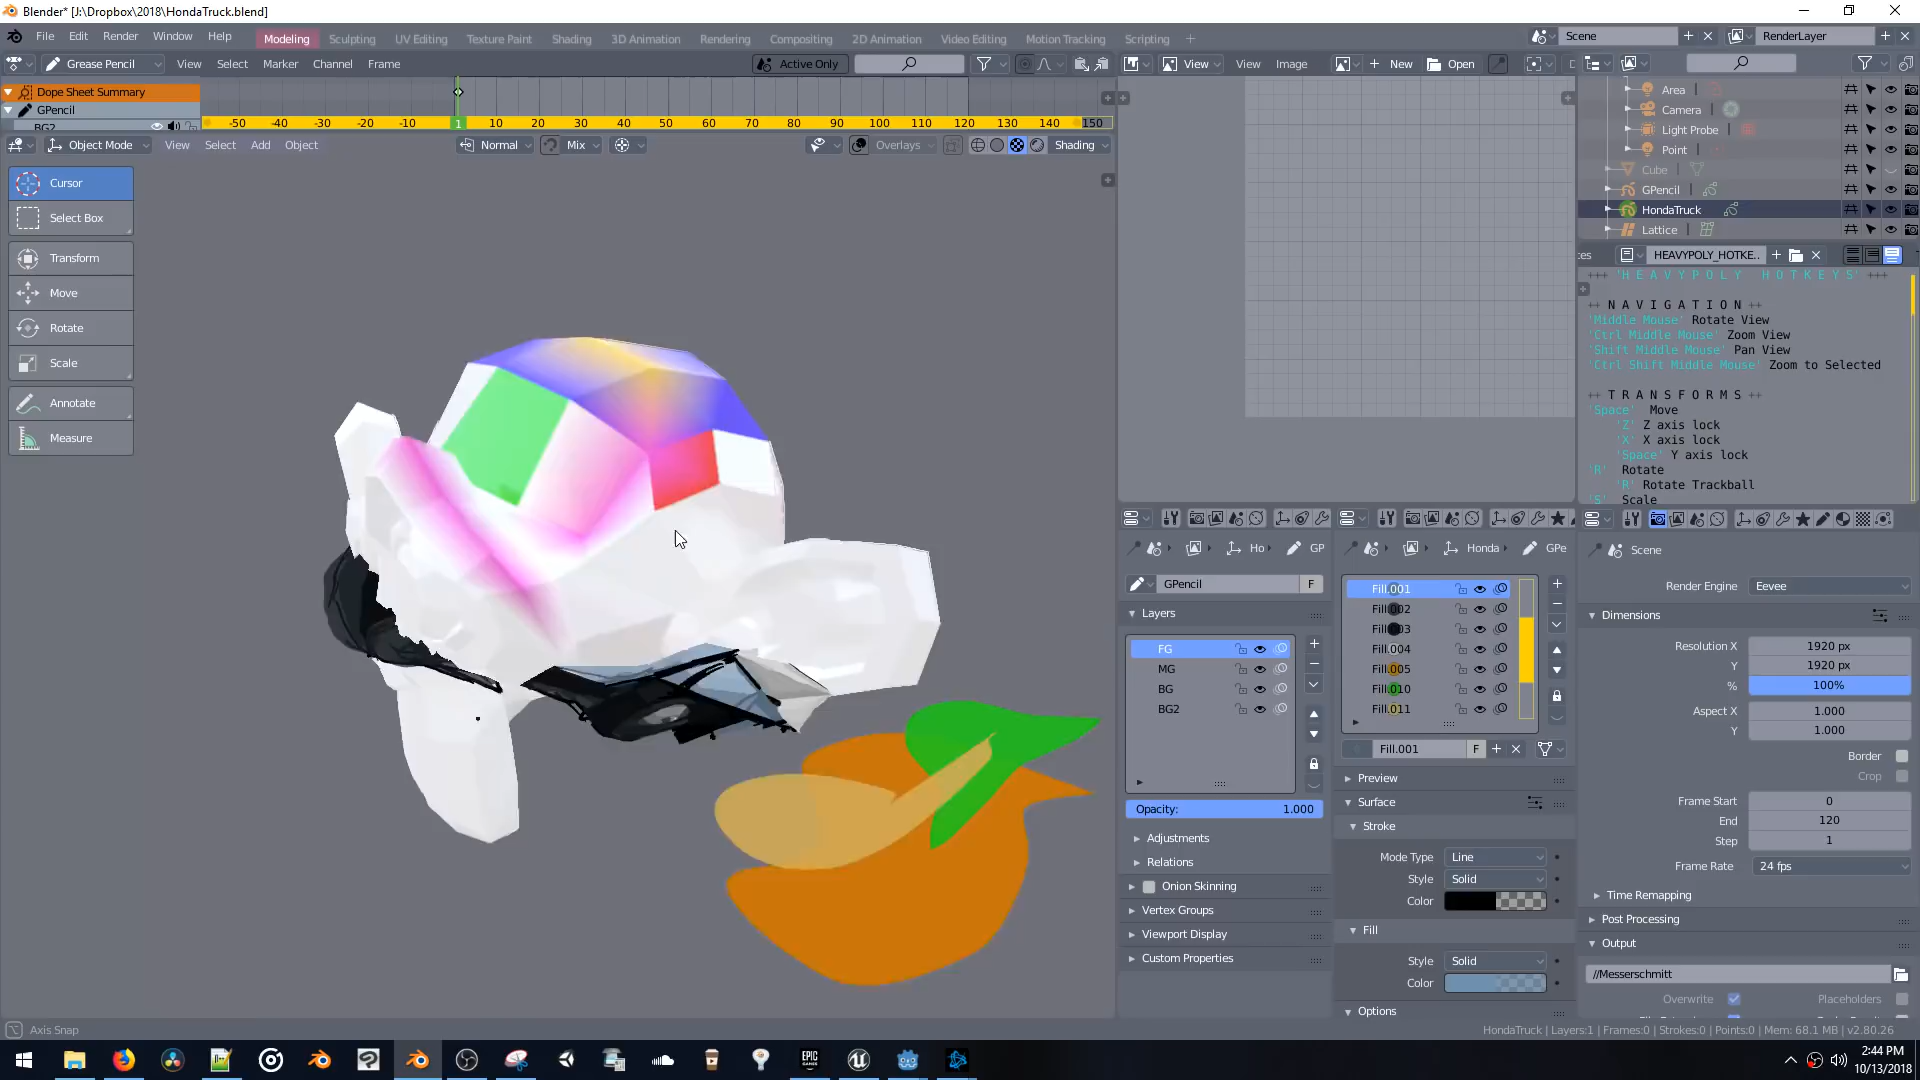 Blender* [J:\Dropbox\2018\HondaTruck.blend]
File Edit Render Window Help Modeling Sculpting UV Editing Texture Paint Shading 3D Animation Rendering Compositing 2D Animation Video Editing Motion Tracking Scripting + Scene RenderLayer
Grease Pencil View Select Marker Channel Frame Active Only View View Image New Open
Dope Sheet Summary
GPencil
BG2
-50 -40 -30 -20 -10 1 10 20 30 40 50 60 70 80 90 100 110 120 130 140 150
Object Mode View Select Add Object Normal Mix Overlays Shading
Cursor
Select Box
Transform
Move
Rotate
Scale
Annotate
Measure
Area
Camera
Light Probe
Point
Cube
GPencil
HondaTruck
Lattice
ces HEAVYPOLY_HOTKE..
+++ 'H E A V Y P O L Y   H O T K E Y S' +++
++ N A V I G A T I O N ++
'Middle Mouse' Rotate View
'Ctrl Middle Mouse' Zoom View
'Shift Middle Mouse' Pan View
'Ctrl Shift Middle Mouse' Zoom to Selected
++ T R A N S F O R M S ++
'Space' Move
'Z' Z axis lock
'X' X axis lock
'Space' Y axis lock
'R' Rotate
'R' Rotate Trackball
'S' Scale
Ho GP
GPencil F
Layers
FG
MG
BG
BG2
Opacity: 1.000
Adjustments
Relations
Onion Skinning
Vertex Groups
Viewport Display
Custom Properties
Honda GPe
Fill.001
Fill.002
Fill.003
Fill.004
Fill.005
Fill.010
Fill.011
Fill.001 F
Preview
Surface
Stroke
Mode Type Line
Style Solid
Color
Fill
Style Solid
Color
Options
Scene
Render Engine Eevee
Dimensions
Resolution X 1920 px
Y 1920 px
% 100%
Aspect X 1.000
Y 1.000
Border
Crop
Frame Start 0
End 120
Step 1
Frame Rate 24 fps
Time Remapping
Post Processing
Output
//Messerschmitt
Overwrite Placeholders
Axis Snap
HondaTruck | Layers:1 | Frames:0 | Strokes:0 | Points:0 | Mem: 68.1 MB | v2.80.26
EPIC GAMES
2:44 PM
10/13/2018